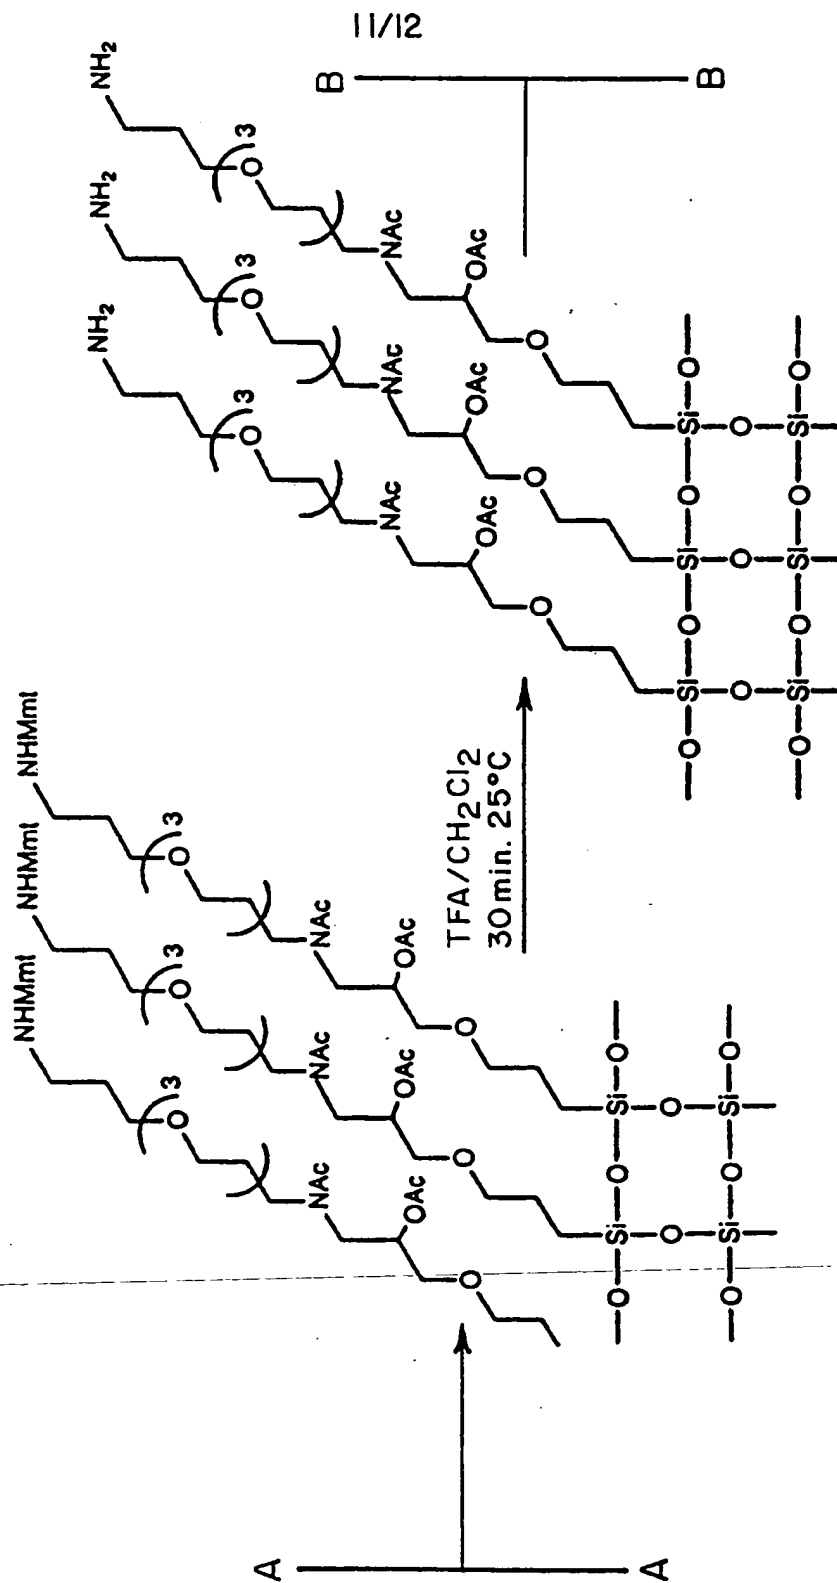 11/12
A
A
NHMmt
NHMmt
NHMmt
3
3
3
O
O
O
NAc
NAc
NAc
OAc
OAc
OAc
O
O
O
—O—Si—O—Si—O—
O
O
—O—Si—O—Si—O—
TFA/CH2Cl2
30min. 25°C
NH2
NH2
NH2
3
3
3
O
O
O
NAc
NAc
NAc
OAc
OAc
OAc
O
O
O
—O—Si—O—Si—O—Si—O—
O
O
O
—O—Si—O—Si—O—Si—O—
B
B